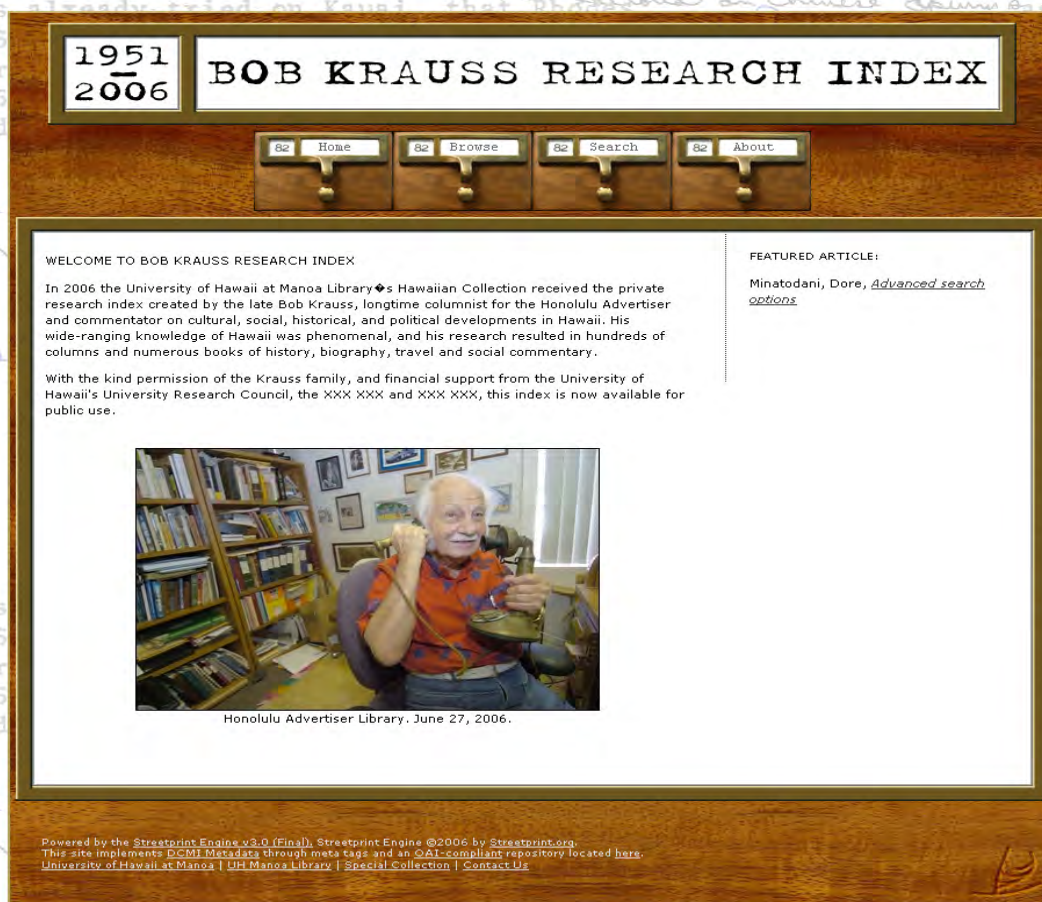 s already tried on Kauai, that Rhodo
1951
—
2006
BOB KRAUSS RESEARCH INDEX
82 Home
82 Browse
82 Search
82 About
WELCOME TO BOB KRAUSS RESEARCH INDEX
In 2006 the University of Hawaii at Manoa Library�s Hawaiian Collection received the private
research index created by the late Bob Krauss, longtime columnist for the Honolulu Advertiser
and commentator on cultural, social, historical, and political developments in Hawaii. His
wide-ranging knowledge of Hawaii was phenomenal, and his research resulted in hundreds of
columns and numerous books of history, biography, travel and social commentary.
With the kind permission of the Krauss family, and financial support from the University of
Hawaii's University Research Council, the XXX XXX and XXX XXX, this index is now available for
public use.
Honolulu Advertiser Library. June 27, 2006.
FEATURED ARTICLE:
Minatodani, Dore, Advanced search
options
Powered by the Streetprint Engine v3.0 (Final), Streetprint Engine ©2006 by Streetprint.org.
This site implements DCMI Metadata through meta tags and an OAI-compliant repository located here.
University of Hawaii at Manoa | UH Manoa Library | Special Collection | Contact Us